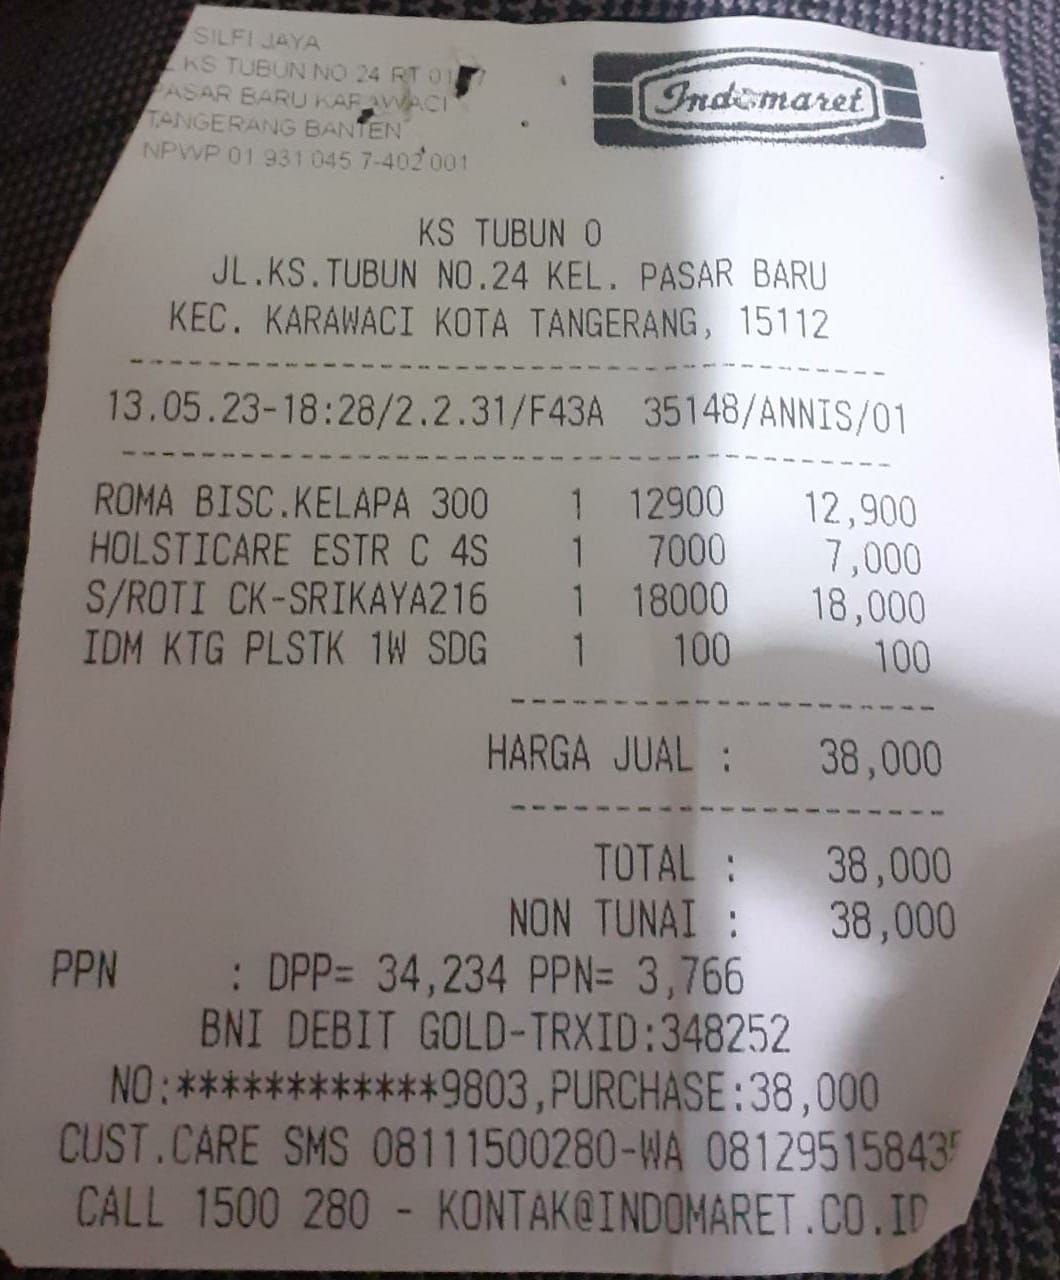 SILFI JAYA
KS TUBUN NO 24 RT 01 7
PASAR BARU KARAWACI
TANGERANG BANTEN
NPWP 01 931 045 7-402 001
Indomaret
KS TUBUN 0
JL.KS.TUBUN NO.24 KEL. PASAR BARU
KEC. KARAWACI KOTA TANGERANG, 15112
13.05.23-18:28/2.2.31/F43A 35148/ANNIS/01
ROMA BISC.KELAPA 300 1 12900 12,900
HOLSTICARE ESTR C 4S 1 7000 7,000
S/ROTI CK-SRIKAYA216 1 18000 18,000
IDM KTG PLSTK 1W SDG 1 100 100
HARGA JUAL : 38,000
TOTAL : 38,000
NON TUNAI : 38,000
PPN : DPP= 34,234 PPN= 3,766
BNI DEBIT GOLD-TRXID:348252
NO:************9803,PURCHASE:38,000
CUST.CARE SMS 08111500280-WA 081295158435
CALL 1500 280 - KONTAK@INDOMARET.CO.ID